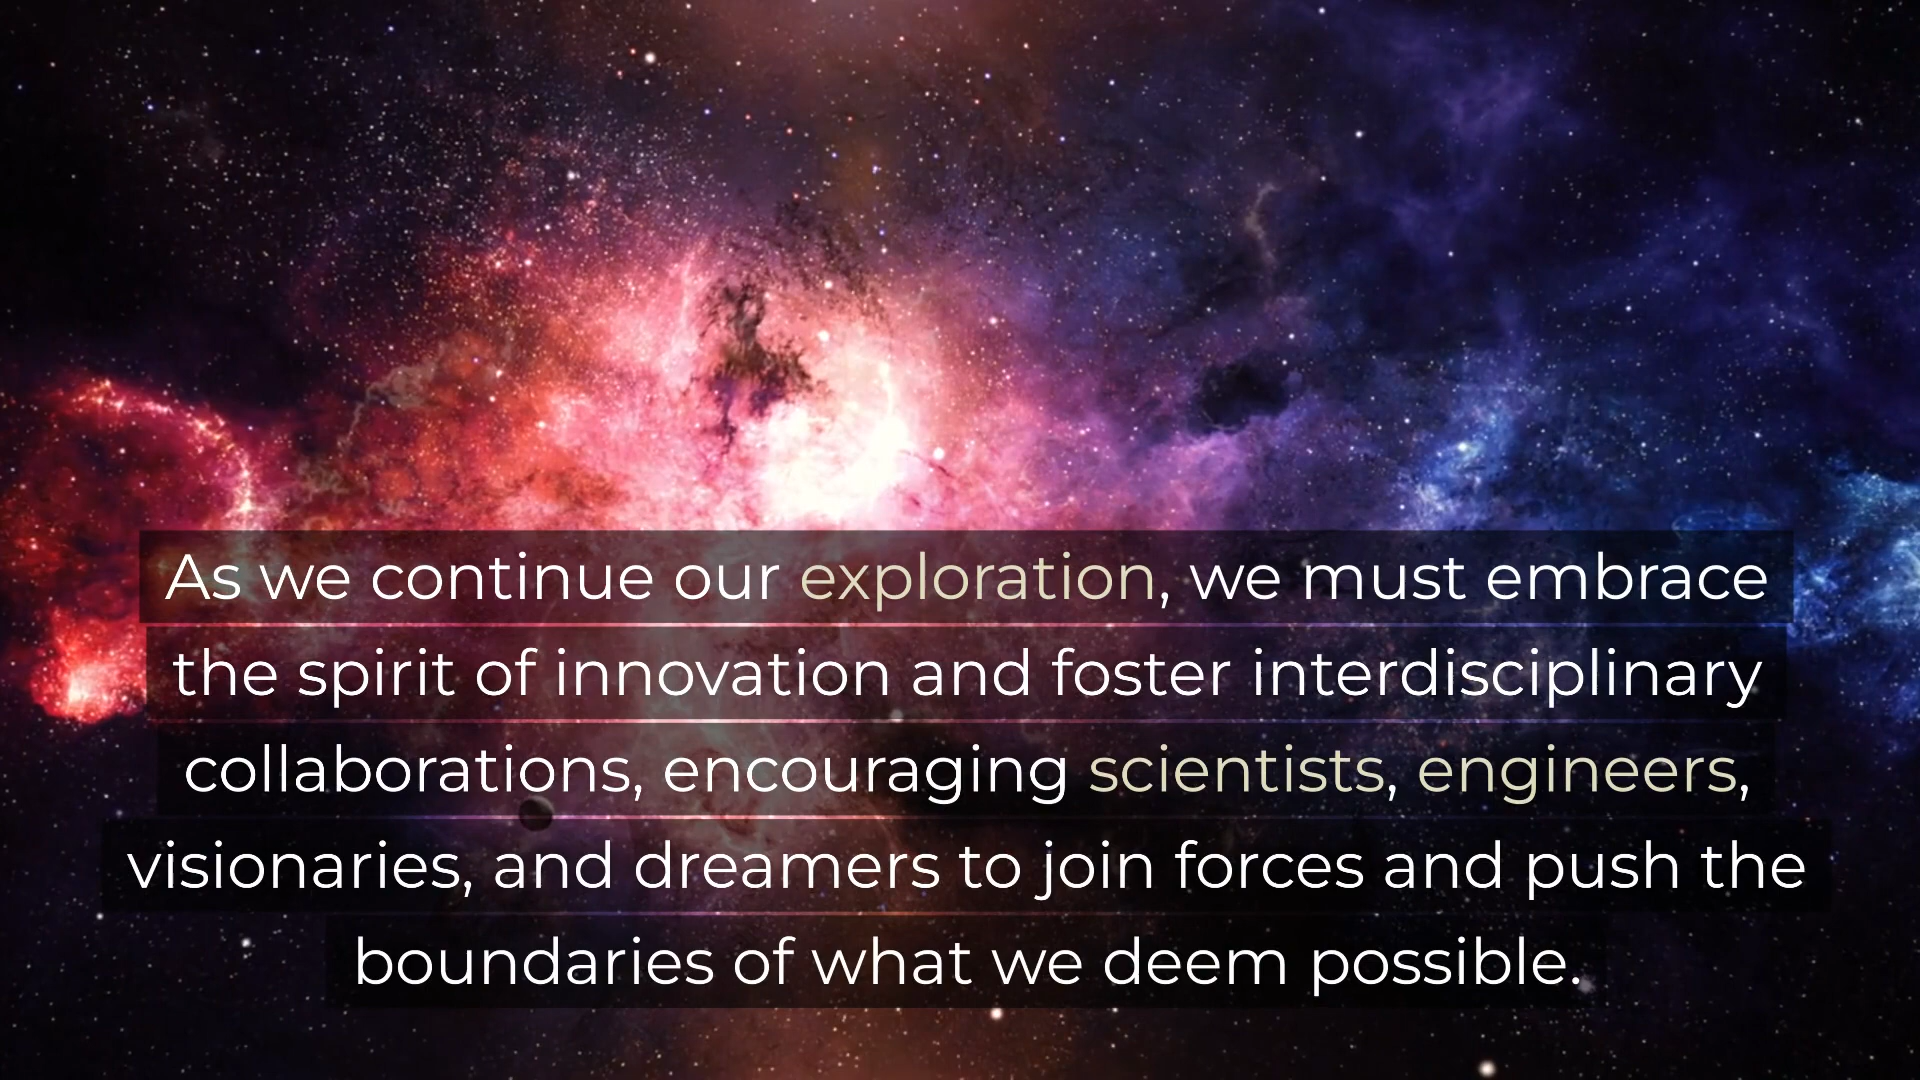 As we continue our exploration, we must embrace
the spirit of innovation and foster interdisciplinary
collaborations, encouraging scientists, engineers,
visionaries, and dreamers to join forces and push the
boundaries of what we deem possible.